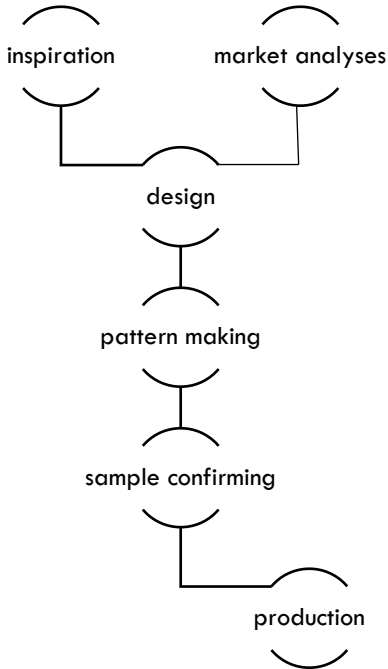 inspiration
market analyses
design
pattern making
sample confirming
production